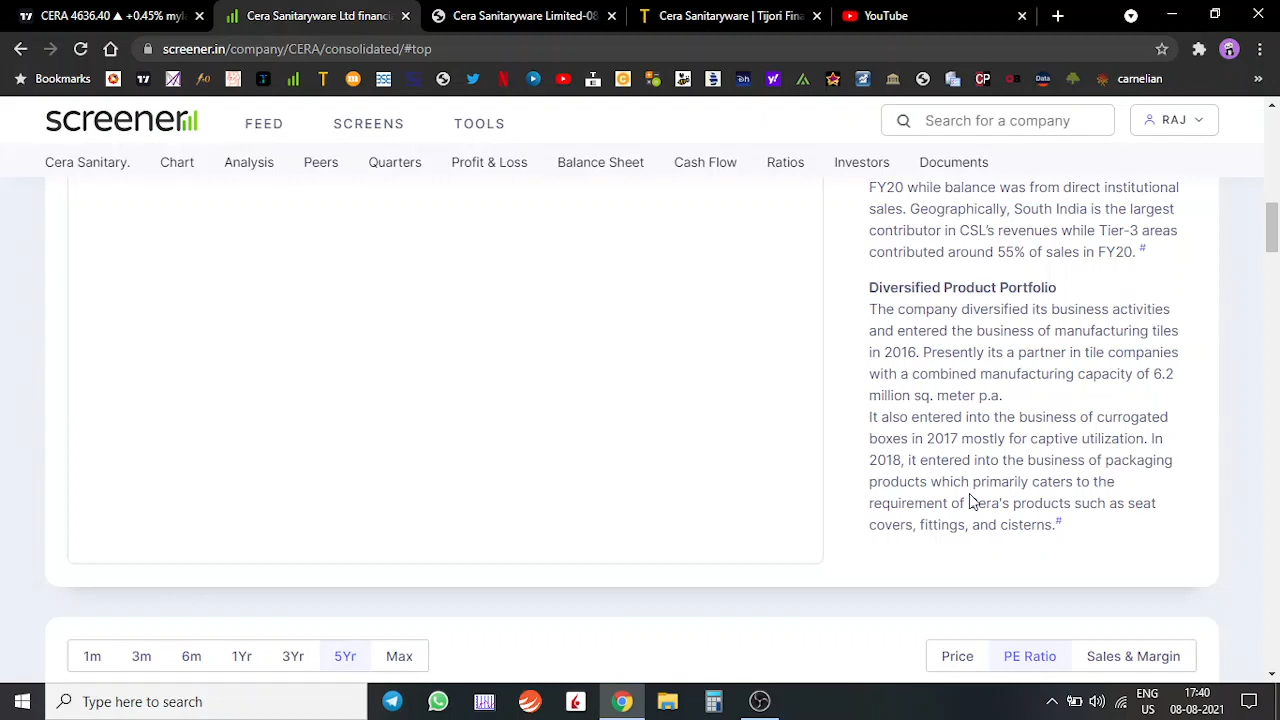 CERA 4636.40 ▲ +0.45% myla
Cera Sanitaryware Ltd financia
Cera Sanitaryware Limited-08
Cera Sanitaryware | Tijori Fina
YouTube
screener.in/company/CERA/consolidated/#top
Bookmarks
carnelian
screener
FEED
SCREENS
TOOLS
Search for a company
RAJ
Cera Sanitary.
Chart
Analysis
Peers
Quarters
Profit & Loss
Balance Sheet
Cash Flow
Ratios
Investors
Documents
FY20 while balance was from direct institutional
sales. Geographically, South India is the largest
contributor in CSL's revenues while Tier-3 areas
contributed around 55% of sales in FY20. #
Diversified Product Portfolio
The company diversified its business activities
and entered the business of manufacturing tiles
in 2016. Presently its a partner in tile companies
with a combined manufacturing capacity of 6.2
million sq. meter p.a.
It also entered into the business of currogated
boxes in 2017 mostly for captive utilization. In
2018, it entered into the business of packaging
products which primarily caters to the
requirement of Cera's products such as seat
covers, fittings, and cisterns.#
1m
3m
6m
1Yr
3Yr
5Yr
Max
Price
PE Ratio
Sales & Margin
Type here to search
ENG
17:40
US
08-08-2021